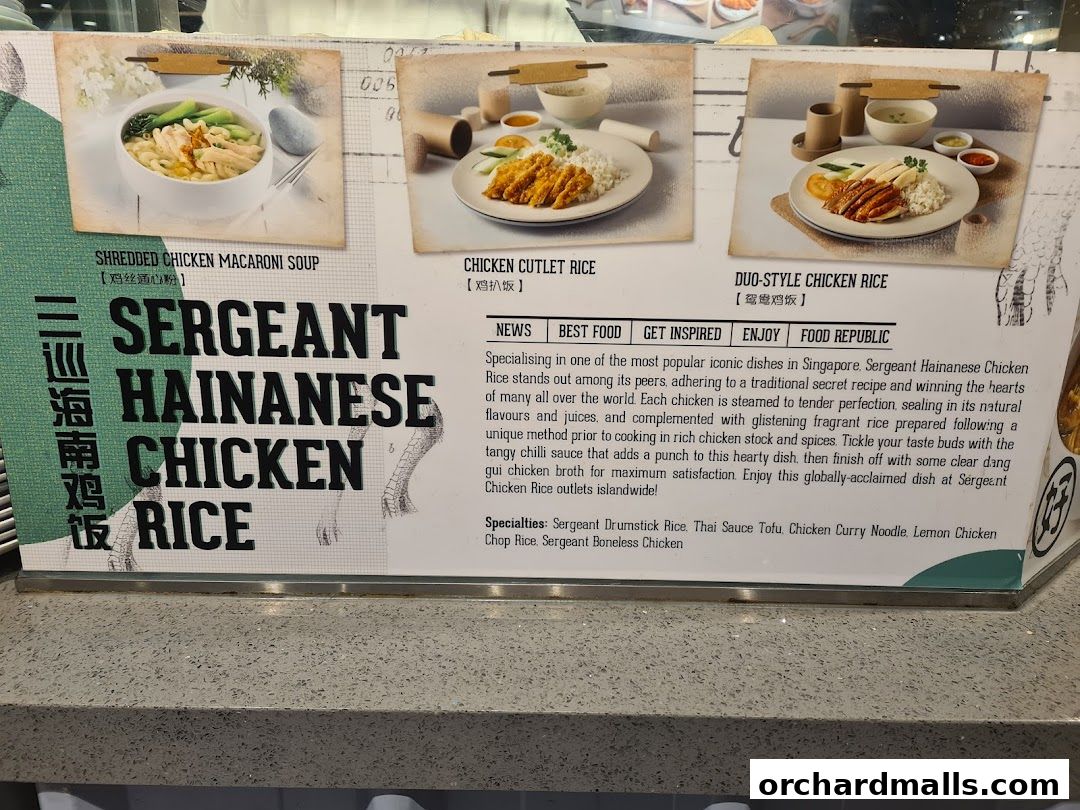 SHREDDED CHICKEN MACARONI SOUP
【鸡丝通心粉】
CHICKEN CUTLET RICE
【鸡扒饭】
DUO-STYLE CHICKEN RICE
【鸳鸯鸡饭】
三巡海南鸡饭
SERGEANT
HAINANESE
CHICKEN
RICE
NEWS BEST FOOD GET INSPIRED ENJOY FOOD REPUBLIC
Specialising in one of the most popular iconic dishes in Singapore, Sergeant Hainanese Chicken
Rice stands out among its peers, adhering to a traditional secret recipe and winning the hearts
of many all over the world. Each chicken is steamed to tender perfection, sealing in its natural
flavours and juices, and complemented with glistening fragrant rice prepared following a
unique method prior to cooking in rich chicken stock and spices. Tickle your taste buds with the
tangy chilli sauce that adds a punch to this hearty dish, then finish off with some clear dang
gui chicken broth for maximum satisfaction. Enjoy this globally-acclaimed dish at Sergeant
Chicken Rice outlets islandwide!
Specialties: Sergeant Drumstick Rice, Thai Sauce Tofu, Chicken Curry Noodle, Lemon Chicken
Chop Rice, Sergeant Boneless Chicken
好
orchardmalls.com